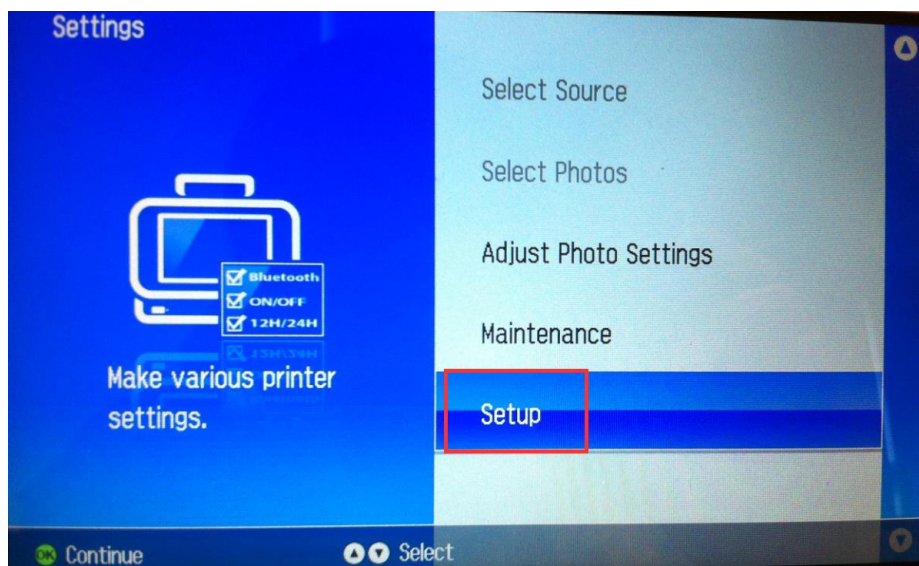 Settings
Select Source
Select Photos
Adjust Photo Settings
Maintenance
Setup
Bluetooth
ON/OFF
12H/24H
Make various printer
settings.
OK Continue
Select